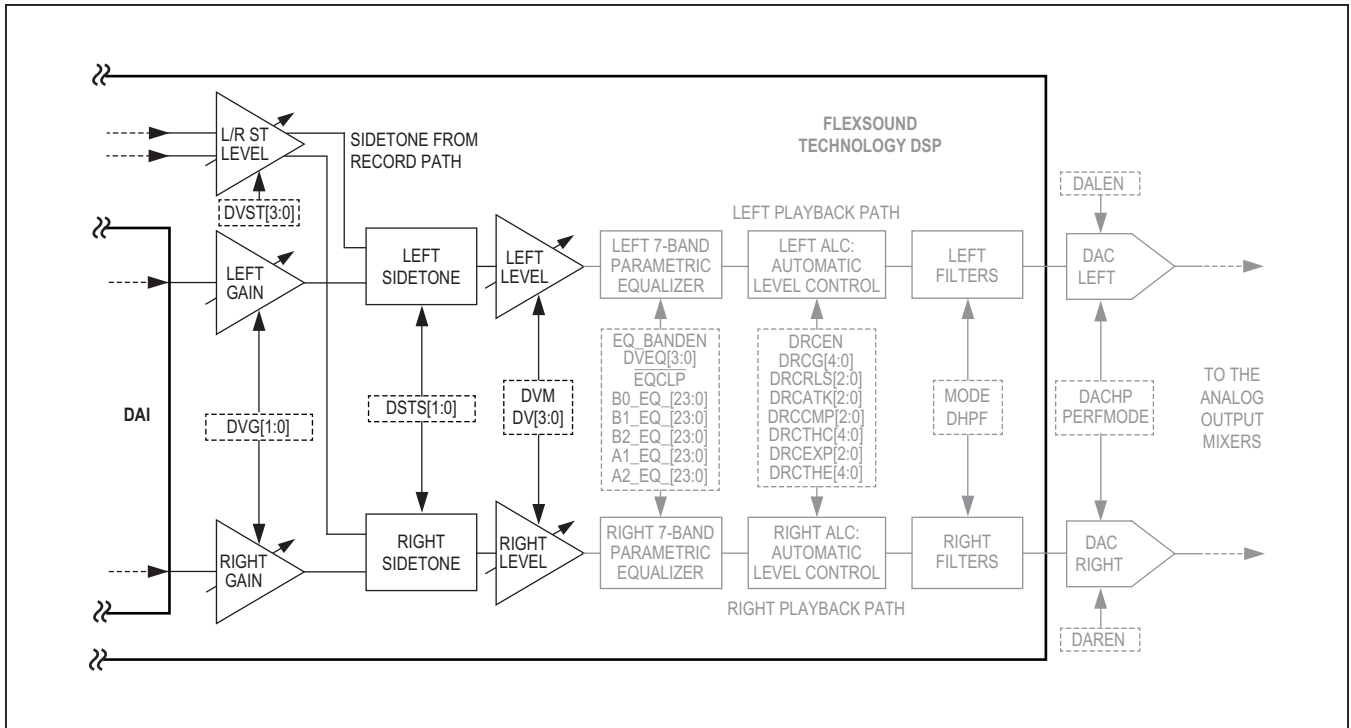 L/R ST
LEVEL
SIDETONE FROM
RECORD PATH
FLEXSOUND
TECHNOLOGY DSP
DVST[3:0]
DALEN
LEFT PLAYBACK PATH
LEFT
GAIN
LEFT
SIDETONE
LEFT
LEVEL
LEFT 7-BAND
PARAMETRIC
EQUALIZER
LEFT ALC:
AUTOMATIC
LEVEL CONTROL
LEFT
FILTERS
DAC
LEFT
DAI
DVG[1:0]
DSTS[1:0]
DVM
DV[3:0]
EQ_BANDEN
DVEQ[3:0]
EQCLP
B0_EQ_[23:0]
B1_EQ_[23:0]
B2_EQ_[23:0]
A1_EQ_[23:0]
A2_EQ_[23:0]
DRCEN
DRCG[4:0]
DRCRLS[2:0]
DRCATK[2:0]
DRCCMP[2:0]
DRCTHC[4:0]
DRCEXP[2:0]
DRCTHE[4:0]
MODE
DHPF
DACHP
PERFMODE
TO THE
ANALOG
OUTPUT
MIXERS
RIGHT
GAIN
RIGHT
SIDETONE
RIGHT
LEVEL
RIGHT 7-BAND
PARAMETRIC
EQUALIZER
RIGHT ALC:
AUTOMATIC
LEVEL CONTROL
RIGHT
FILTERS
DAC
RIGHT
RIGHT PLAYBACK PATH
DAREN